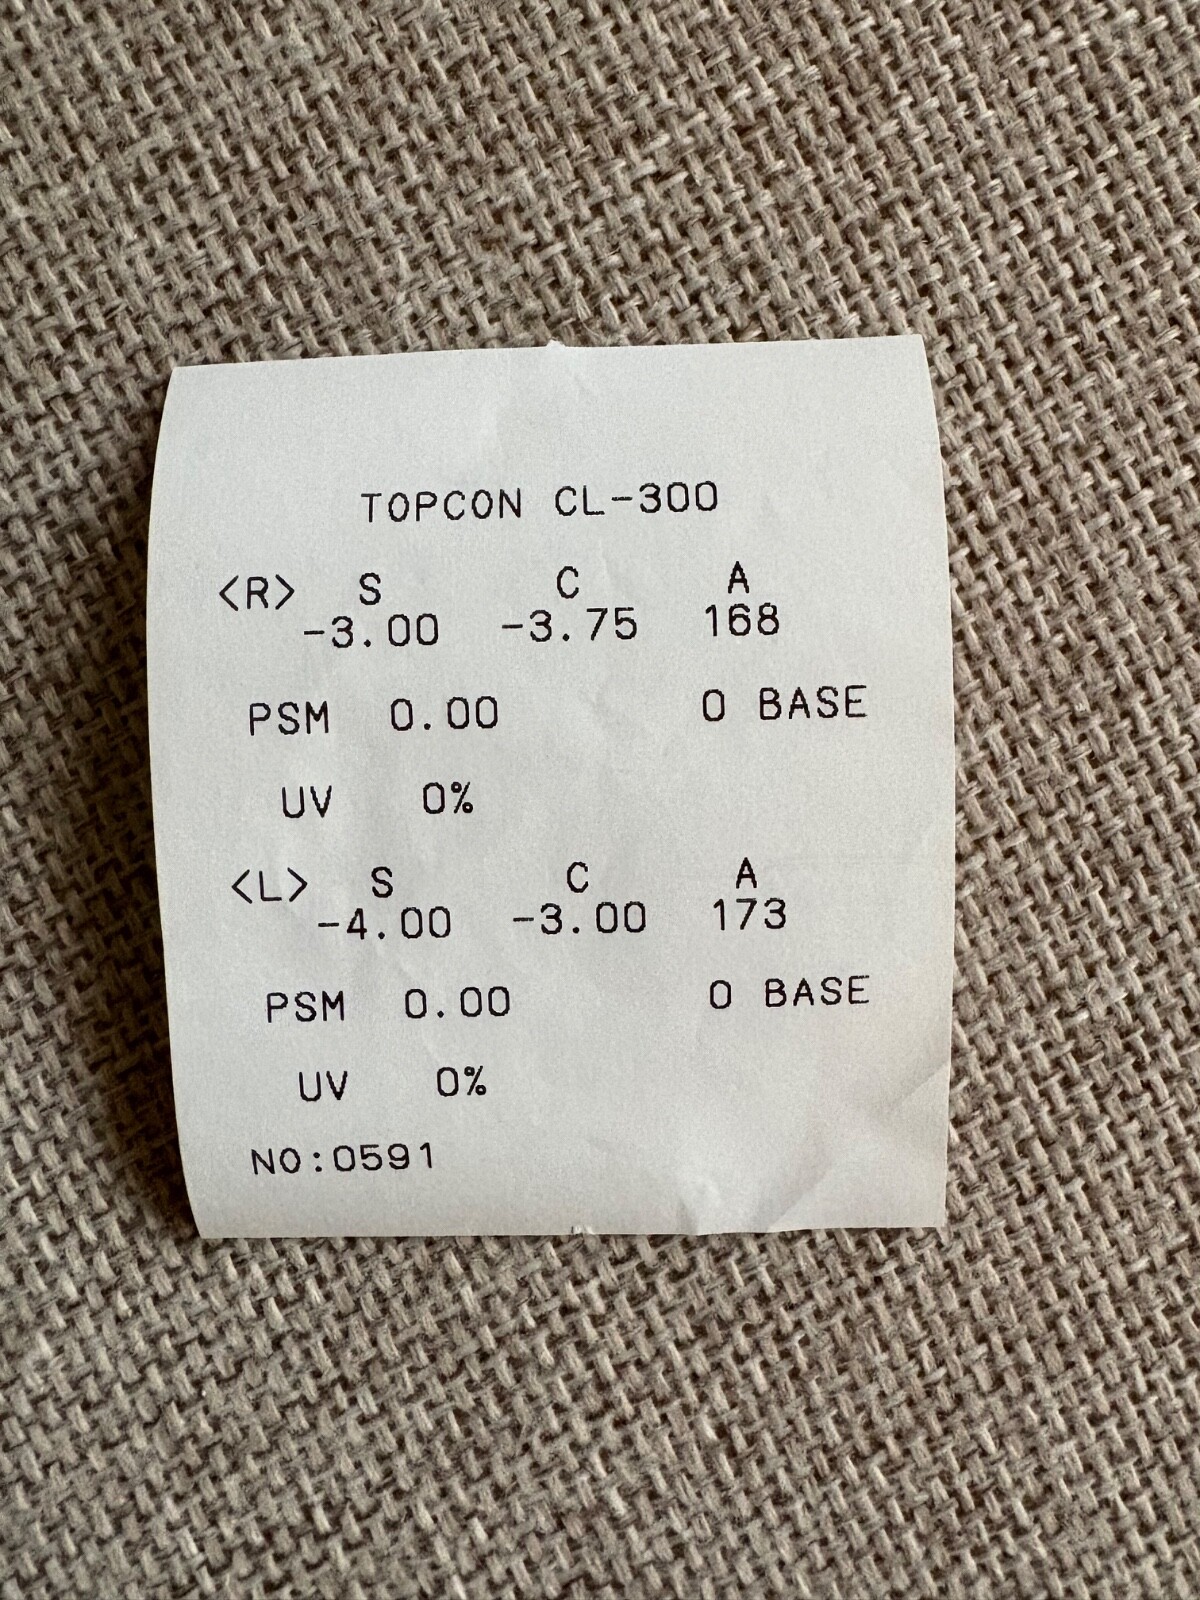 TOPCON CL-300
<R> S C A
-3.00 -3.75 168
PSM 0.00 0 BASE
UV 0%
<L> S C A
-4.00 -3.00 173
PSM 0.00 0 BASE
UV 0%
NO:0591